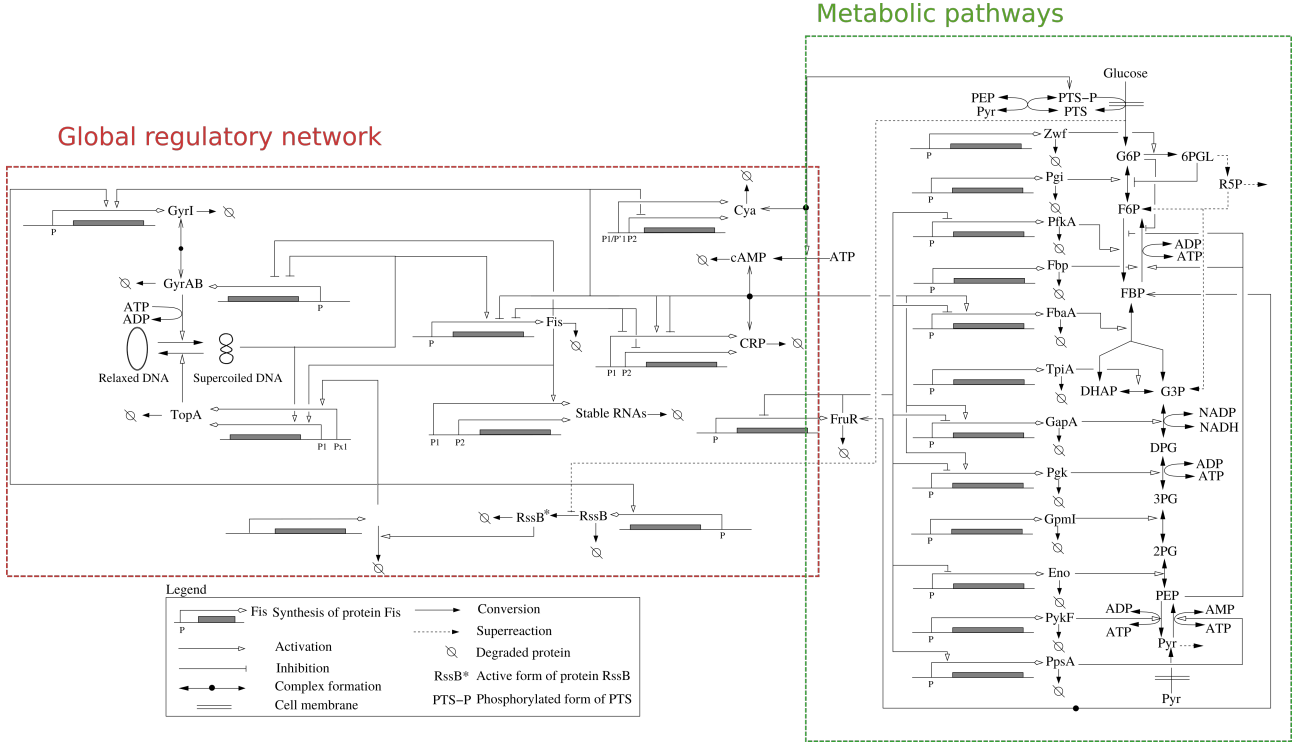 Metabolic pathways
Global regulatory network
Glucose
PEP
PTS−P
Pyr
PTS
Zwf
P
G6P
6PGL
Pgi
P
R5P
F6P
PfkA
P
ADP
ATP
Fbp
P
FBP
FbaA
P
TpiA
P
DHAP
G3P
GapA
P
NADP
NADH
DPG
Pgk
P
ADP
ATP
3PG
GpmI
P
2PG
Eno
P
PEP
ADP
ATP
AMP
ATP
PykF
P
Pyr
PpsA
P
Pyr
GyrI
P
Cya
P1/P'1 P2
GyrAB
P
cAMP
ATP
ATP
ADP
Fis
P
CRP
P1 P2
Relaxed DNA
Supercoiled DNA
TopA
P1 Px1
Stable RNAs
P1 P2
FruR
P
RssB*
RssB
P
Legend
Fis Synthesis of protein Fis
P
Activation
Inhibition
Complex formation
Cell membrane
Conversion
Superreaction
Degraded protein
RssB* Active form of protein RssB
PTS−P Phosphorylated form of PTS